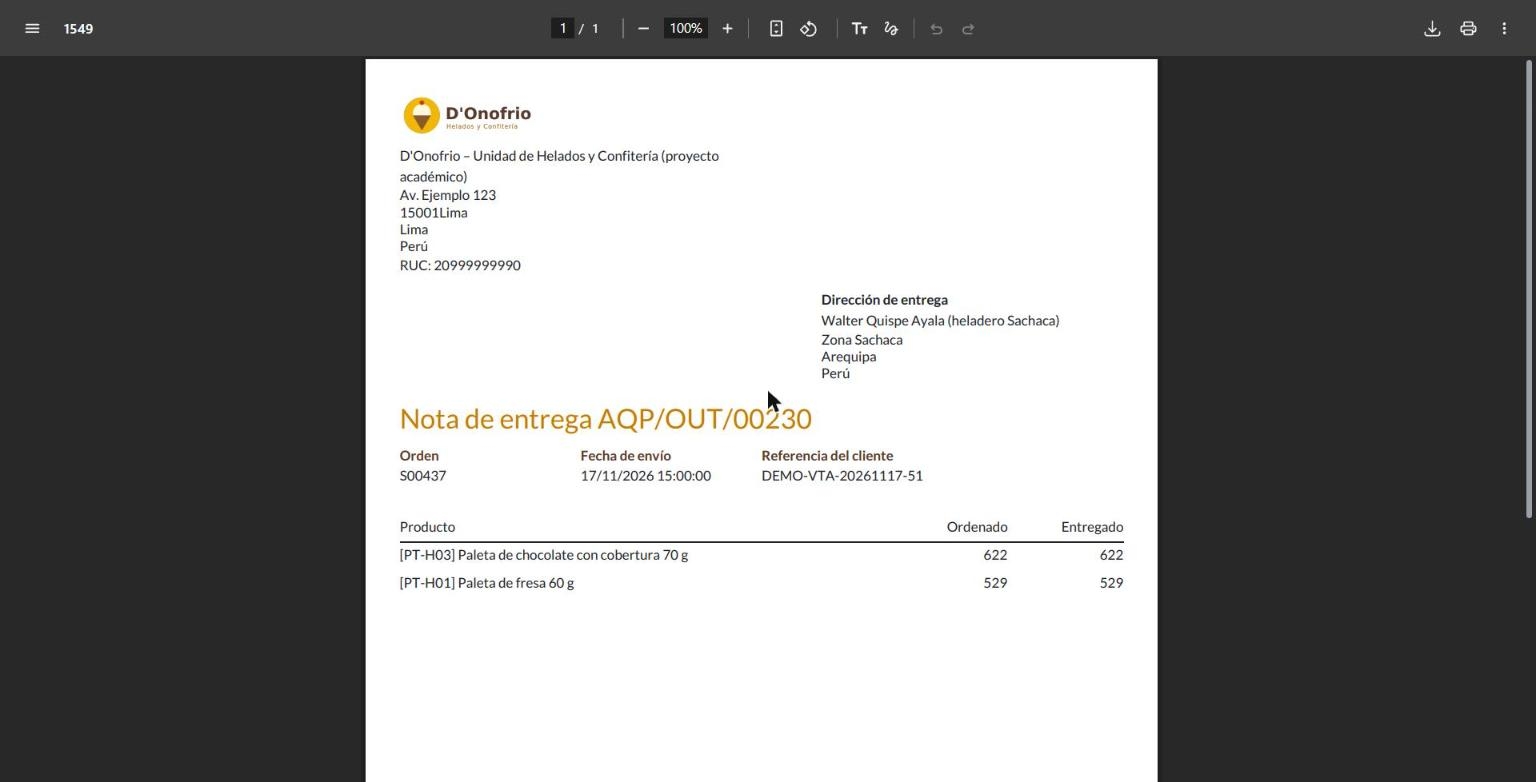 1549
1 / 1
100%
D'Onofrio
Helados y Confitería
D'Onofrio – Unidad de Helados y Confitería (proyecto
académico)
Av. Ejemplo 123
15001Lima
Lima
Perú
RUC: 20999999990
Dirección de entrega
Walter Quispe Ayala (heladero Sachaca)
Zona Sachaca
Arequipa
Perú
Nota de entrega AQP/OUT/00230
Orden Fecha de envío Referencia del cliente
S00437 17/11/2026 15:00:00 DEMO-VTA-20261117-51
Producto Ordenado Entregado
[PT-H03] Paleta de chocolate con cobertura 70 g 622 622
[PT-H01] Paleta de fresa 60 g 529 529